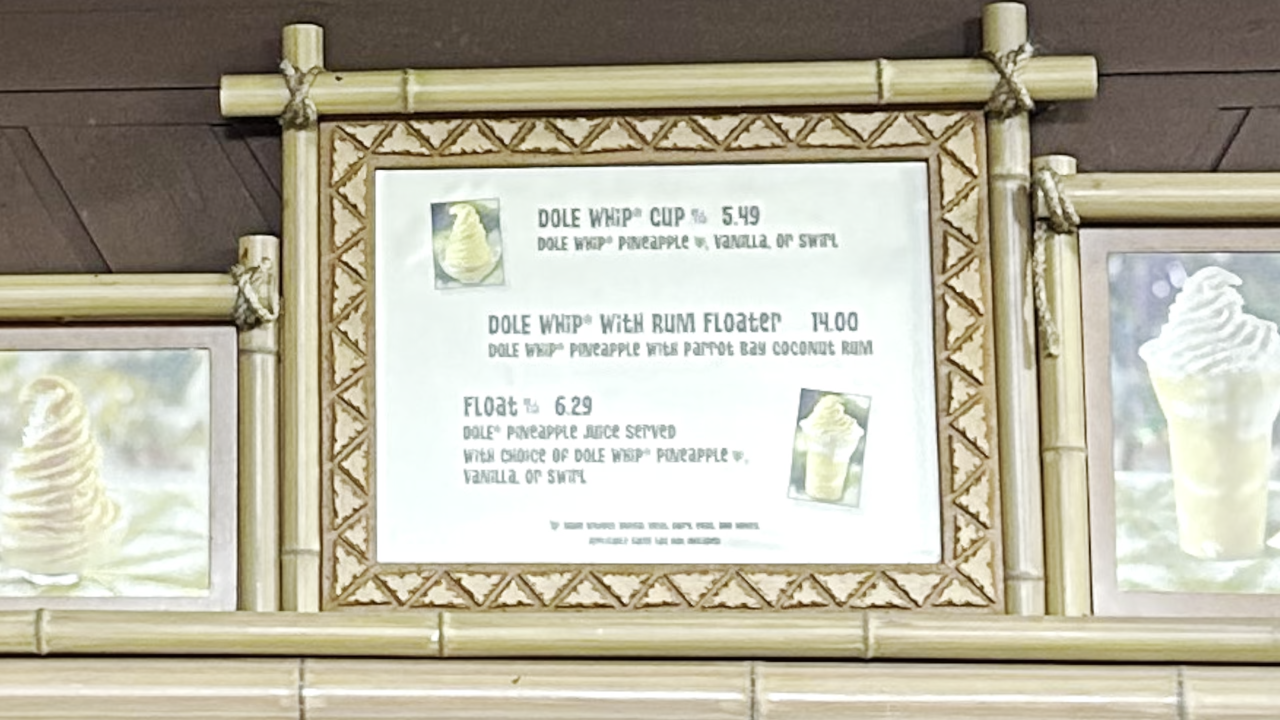 DOLE WHIP® CUP 5.49
DOLE WHIP® PINEAPPLE, VANILLA, OR SWIRL
DOLE WHIP® WITH RUM FLOATER 14.00
DOLE WHIP® PINEAPPLE WITH PARROT BAY COCONUT RUM
FLOAT 6.29
DOLE® PINEAPPLE JUICE SERVED
WITH CHOICE OF DOLE WHIP® PINEAPPLE,
VANILLA, OR SWIRL